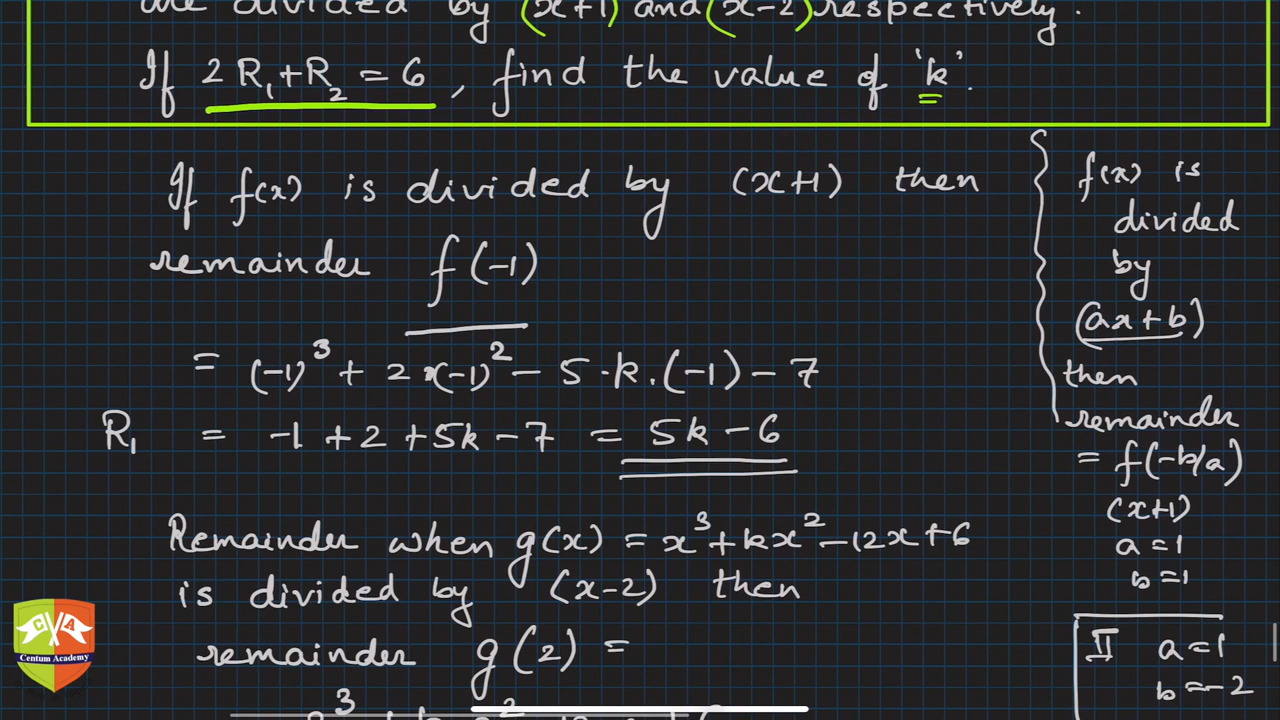 are divided by (x+1) and (x-2) respectively.
If 2R₁+R₂ = 6, find the value of 'k'.
If f(x) is divided by (x+1) then
remainder f(-1)
= (-1)³ + 2×(-1)² - 5·k·(-1) - 7
R₁ = -1 + 2 + 5k - 7 = 5k - 6
Remainder when g(x) = x³ + kx² - 12x + 6
is divided by (x-2) then
remainder g(2) =
f(x) is
divided
by
(ax+b)
then
remainder
= f(-b/a)
(x+1)
a=1
b=1
II a=1
b=-2
C A
Centum Academy